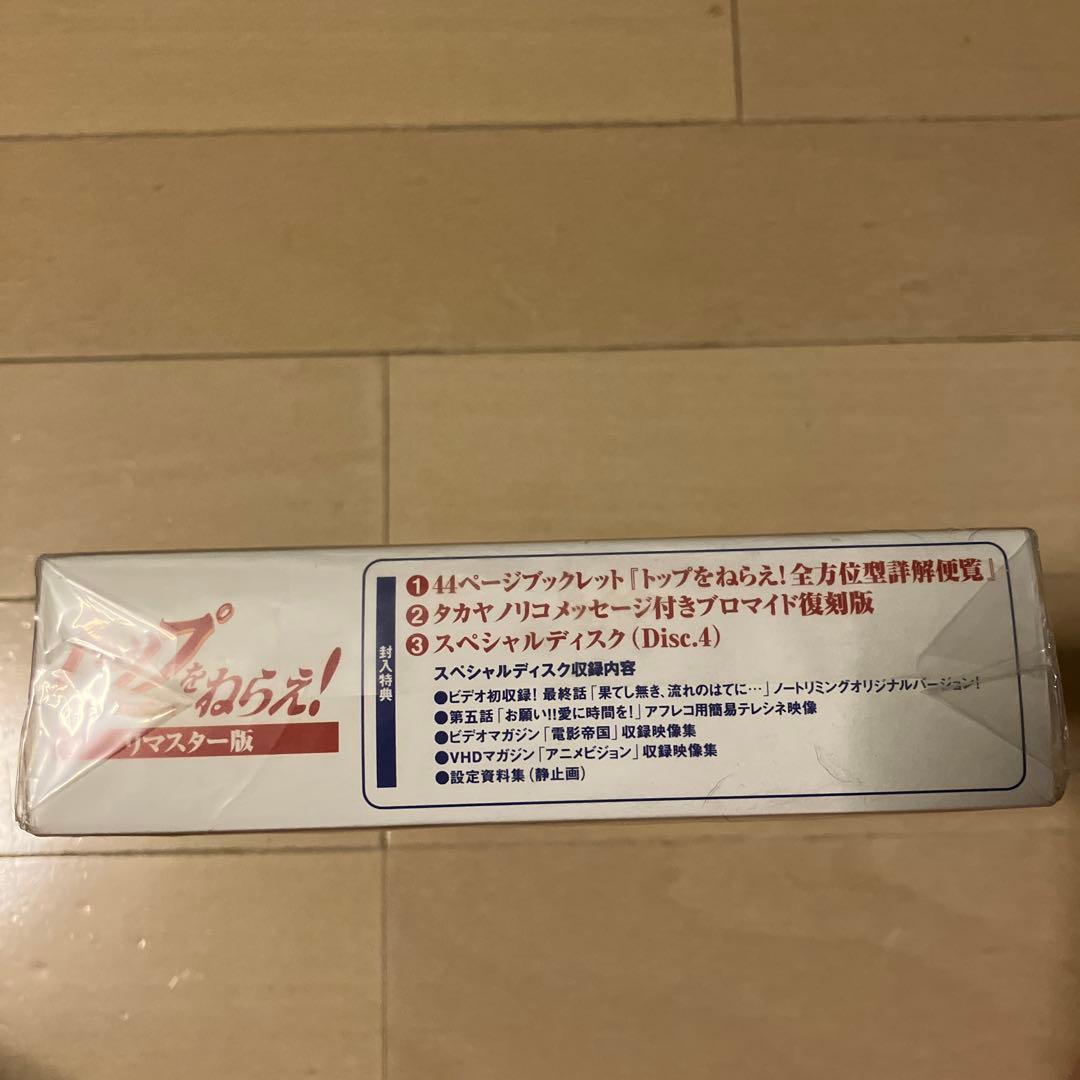 トップをねらえ!
リマスター版
封入特典
❶44ページブックレット『トップをねらえ!全方位型詳解便覧』
❷タカヤノリコメッセージ付きブロマイド復刻版
❸スペシャルディスク(Disc.4)
スペシャルディスク収録内容
●ビデオ初収録! 最終話「果てし無き、流れのはてに…」ノートリミングオリジナルバージョン!
●第五話「お願い!!愛に時間を!」アフレコ用簡易テレシネ映像
●ビデオマガジン「電影帝国」収録映像集
●VHDマガジン「アニメビジョン」収録映像集
●設定資料集(静止画)